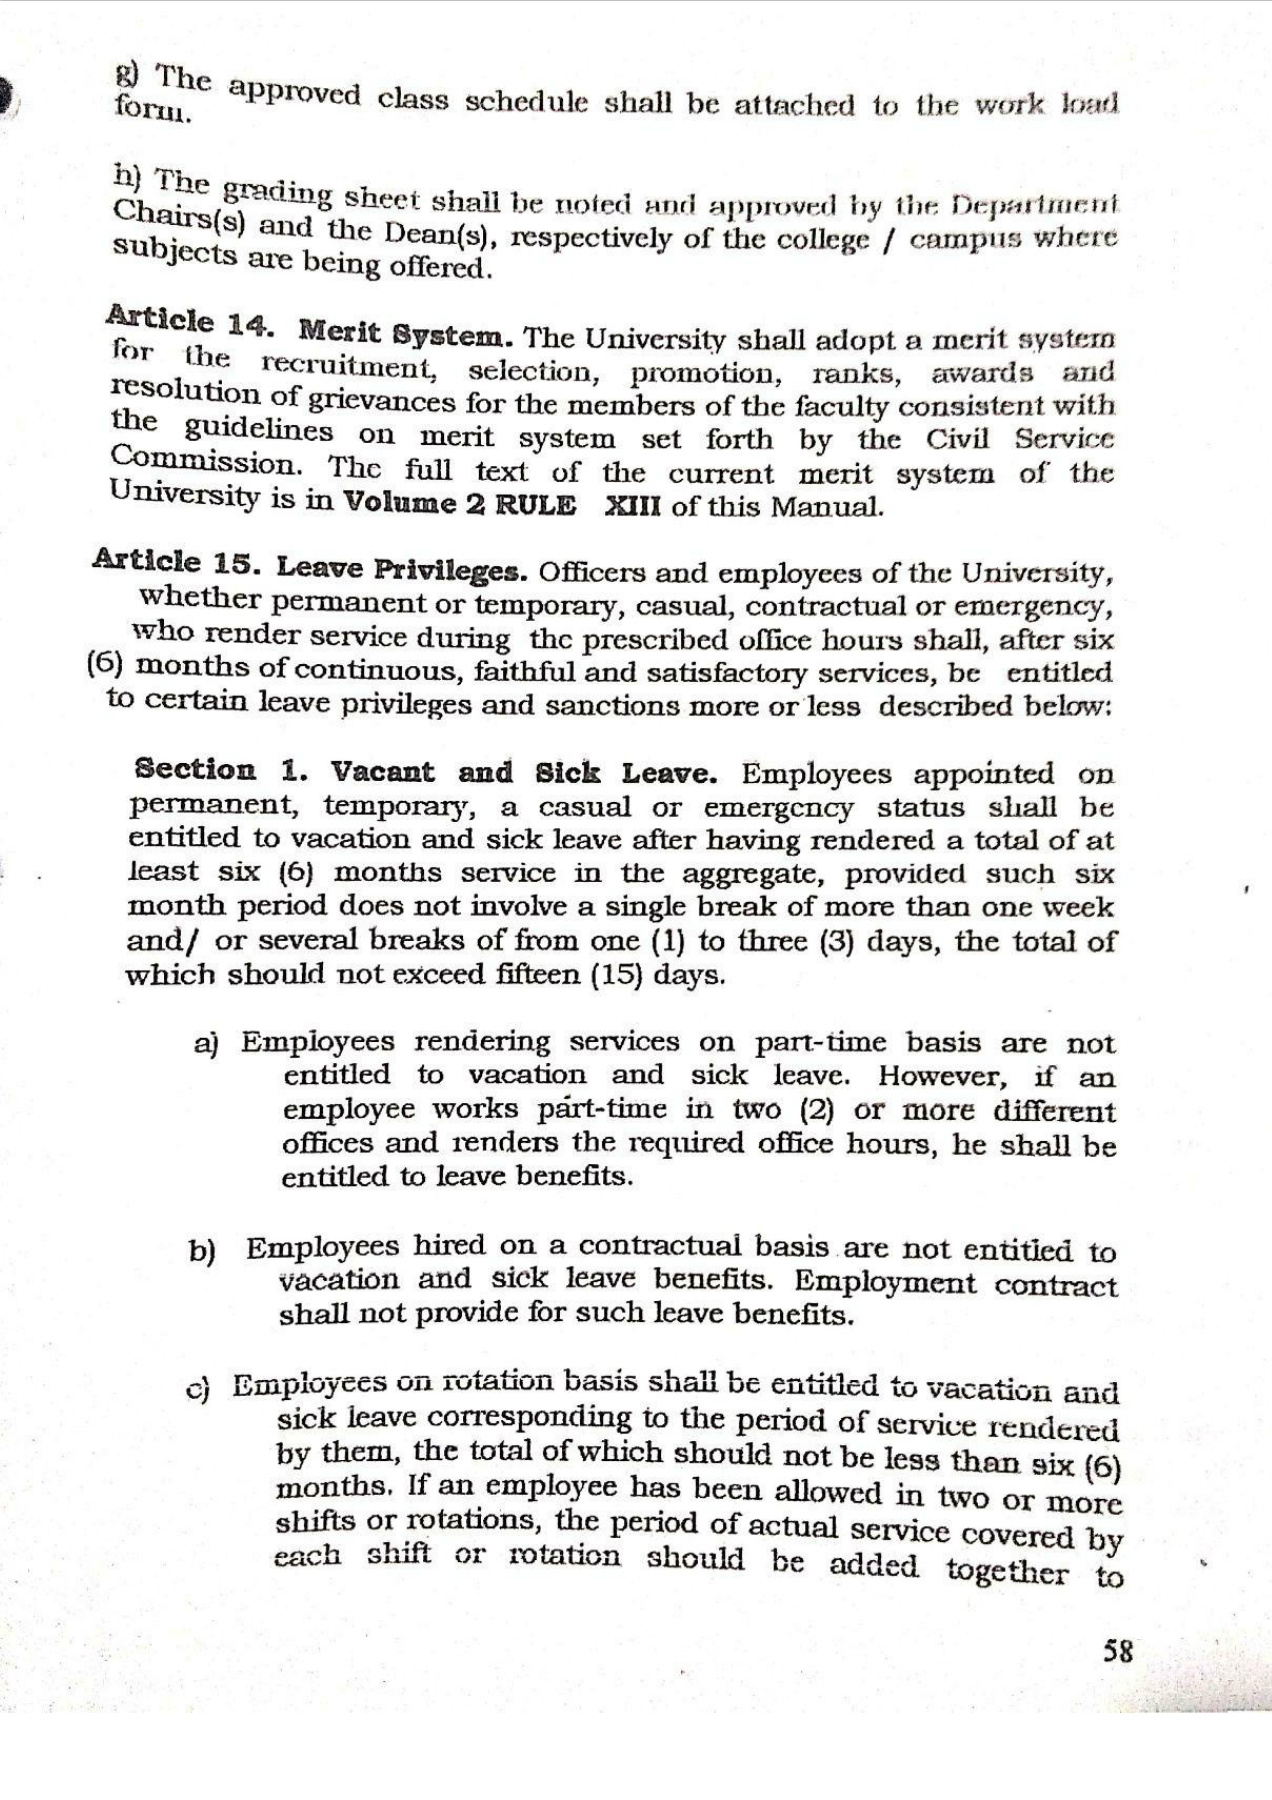 g) The approved class schedule shall be attached to the work load
form.
h) The grading sheet shall be noted and approved by the Department
Chairs(s) and the Dean(s), respectively of the college / campus where
subjects are being offered.
Article 14. Merit System. The University shall adopt a merit system
for the recruitment, selection, promotion, ranks, awards and
resolution of grievances for the members of the faculty consistent with
the guidelines on merit system set forth by the Civil Service
Commission. The full text of the current merit system of the
University is in Volume 2 RULE XIII of this Manual.
Article 15. Leave Privileges. Officers and employees of the University,
whether permanent or temporary, casual, contractual or emergency,
who render service during the prescribed office hours shall, after six
(6) months of continuous, faithful and satisfactory services, be entitled
to certain leave privileges and sanctions more or less described below:
Section 1. Vacant and Sick Leave. Employees appointed on
permanent, temporary, a casual or emergency status shall be
entitled to vacation and sick leave after having rendered a total of at
least six (6) months service in the aggregate, provided such six
month period does not involve a single break of more than one week
and/ or several breaks of from one (1) to three (3) days, the total of
which should not exceed fifteen (15) days.
a) Employees rendering services on part-time basis are not
entitled to vacation and sick leave. However, if an
employee works part-time in two (2) or more different
offices and renders the required office hours, he shall be
entitled to leave benefits.
b) Employees hired on a contractual basis are not entitled to
vacation and sick leave benefits. Employment contract
shall not provide for such leave benefits.
c) Employees on rotation basis shall be entitled to vacation and
sick leave corresponding to the period of service rendered
by them, the total of which should not be less than six (6)
months. If an employee has been allowed in two or more
shifts or rotations, the period of actual service covered by
each shift or rotation should be added together to
58